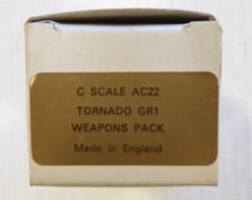 C SCALE AC22
TORNADO GR1
WEAPONS PACK
Made in England